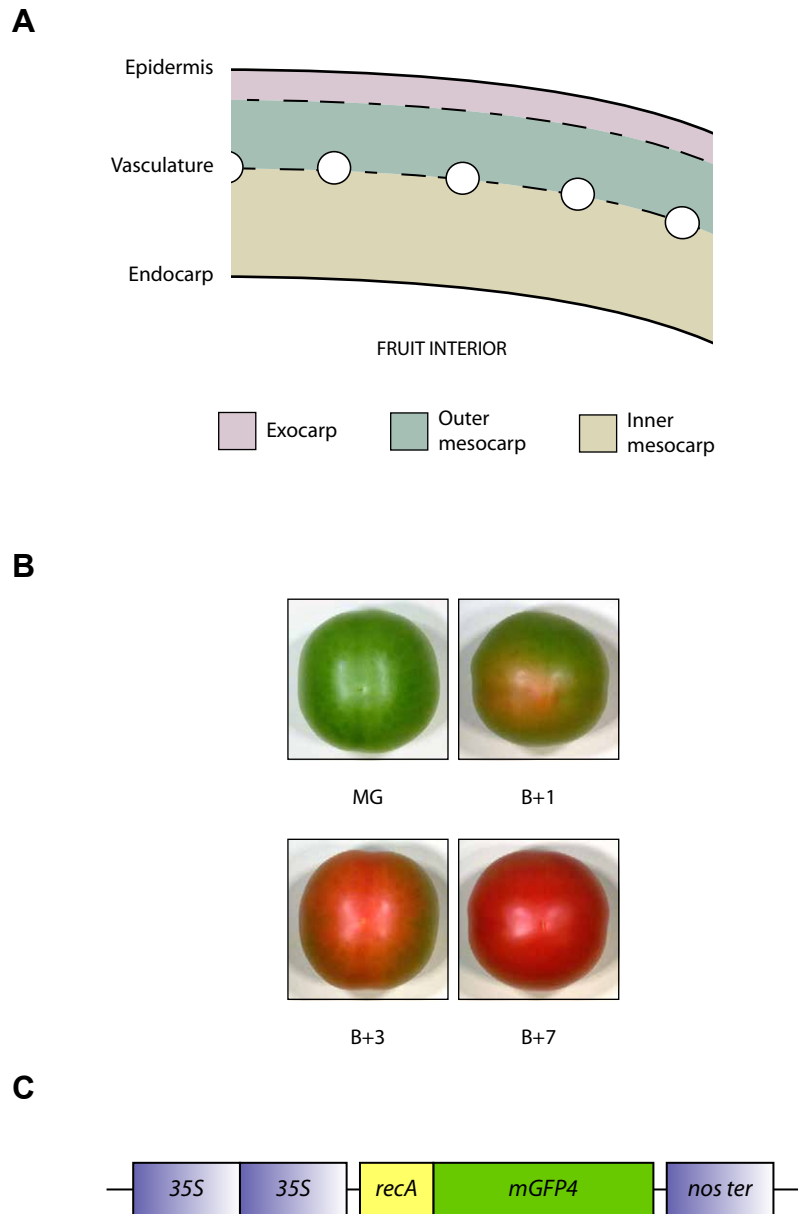 A
Epidermis
Vasculature
Endocarp
FRUIT INTERIOR
Exocarp
Outer
mesocarp
Inner
mesocarp
B
MG
B+1
B+3
B+7
C
35S
35S
recA
mGFP4
nos ter